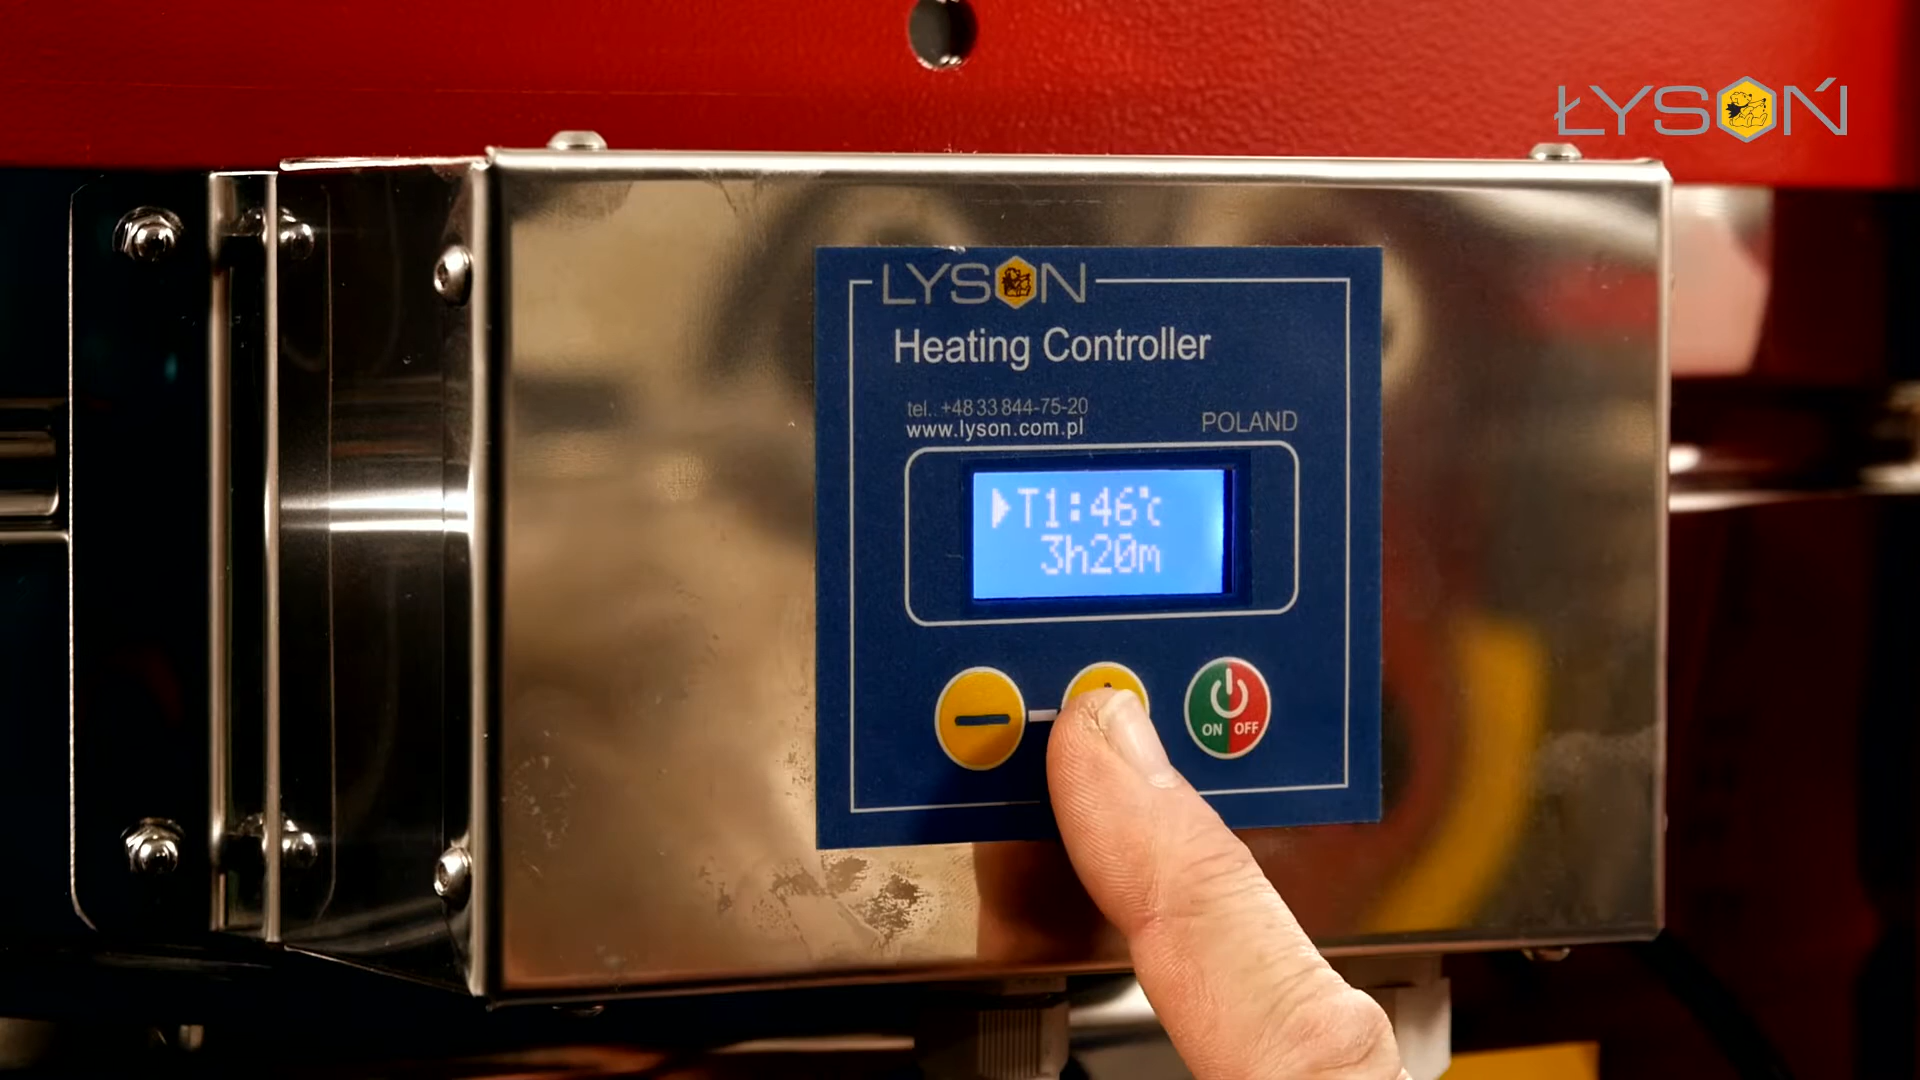 ŁYSOŃ
LYSON
Heating Controller
tel.. +48 33 844-75-20
www.lyson.com.pl
POLAND
T1:46°c
3h20m
ON OFF